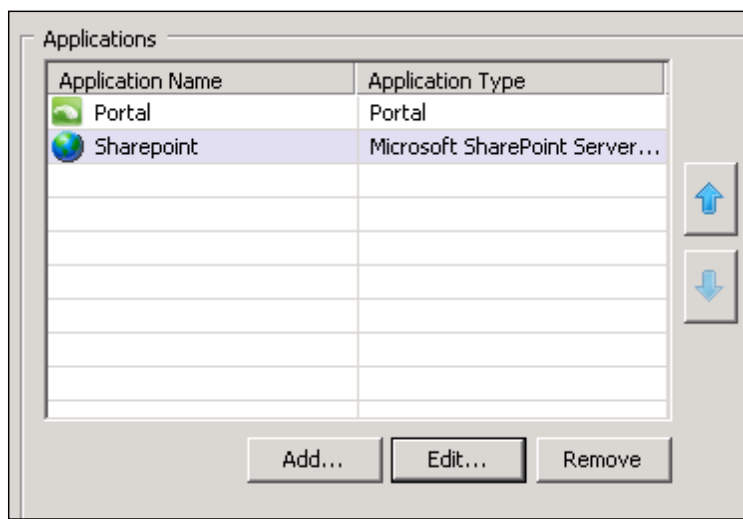 Applications
Application Name Application Type
Portal Portal
Sharepoint Microsoft SharePoint Server...
Add... Edit... Remove